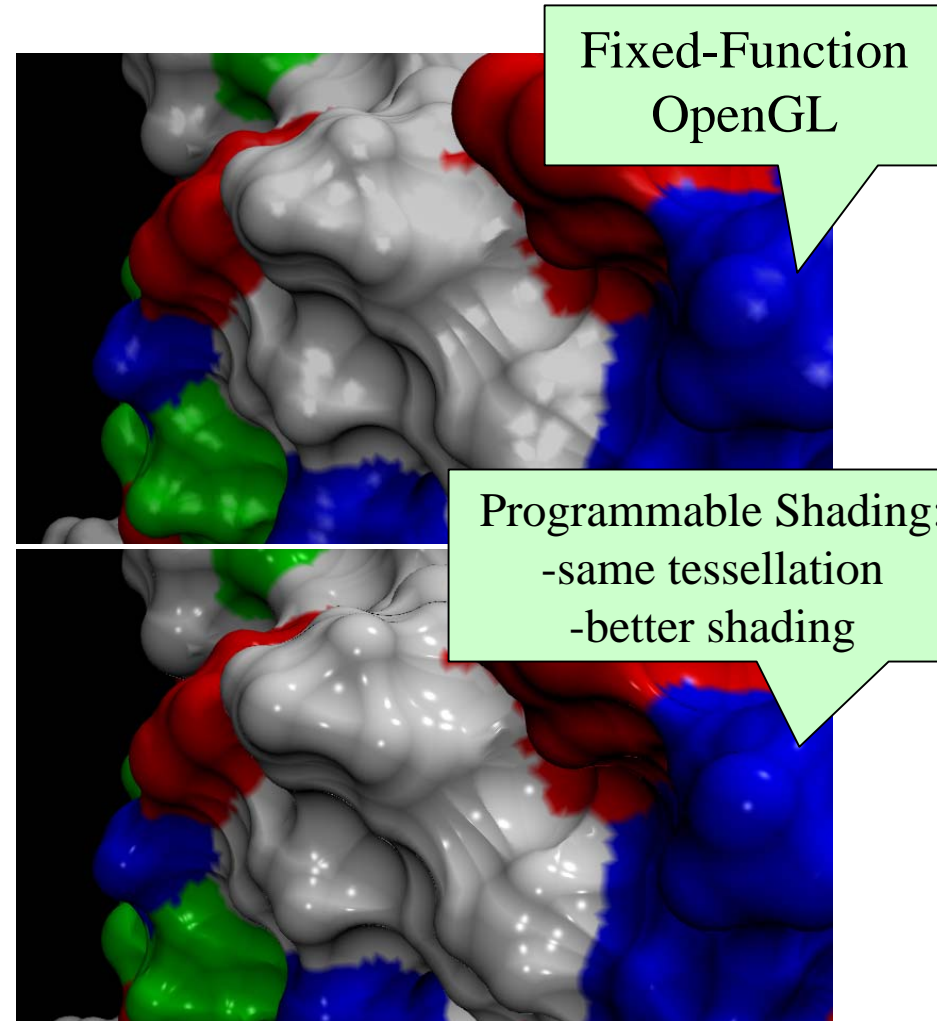 Fixed-Function
OpenGL
Programmable Shading:
-same tessellation
-better shading